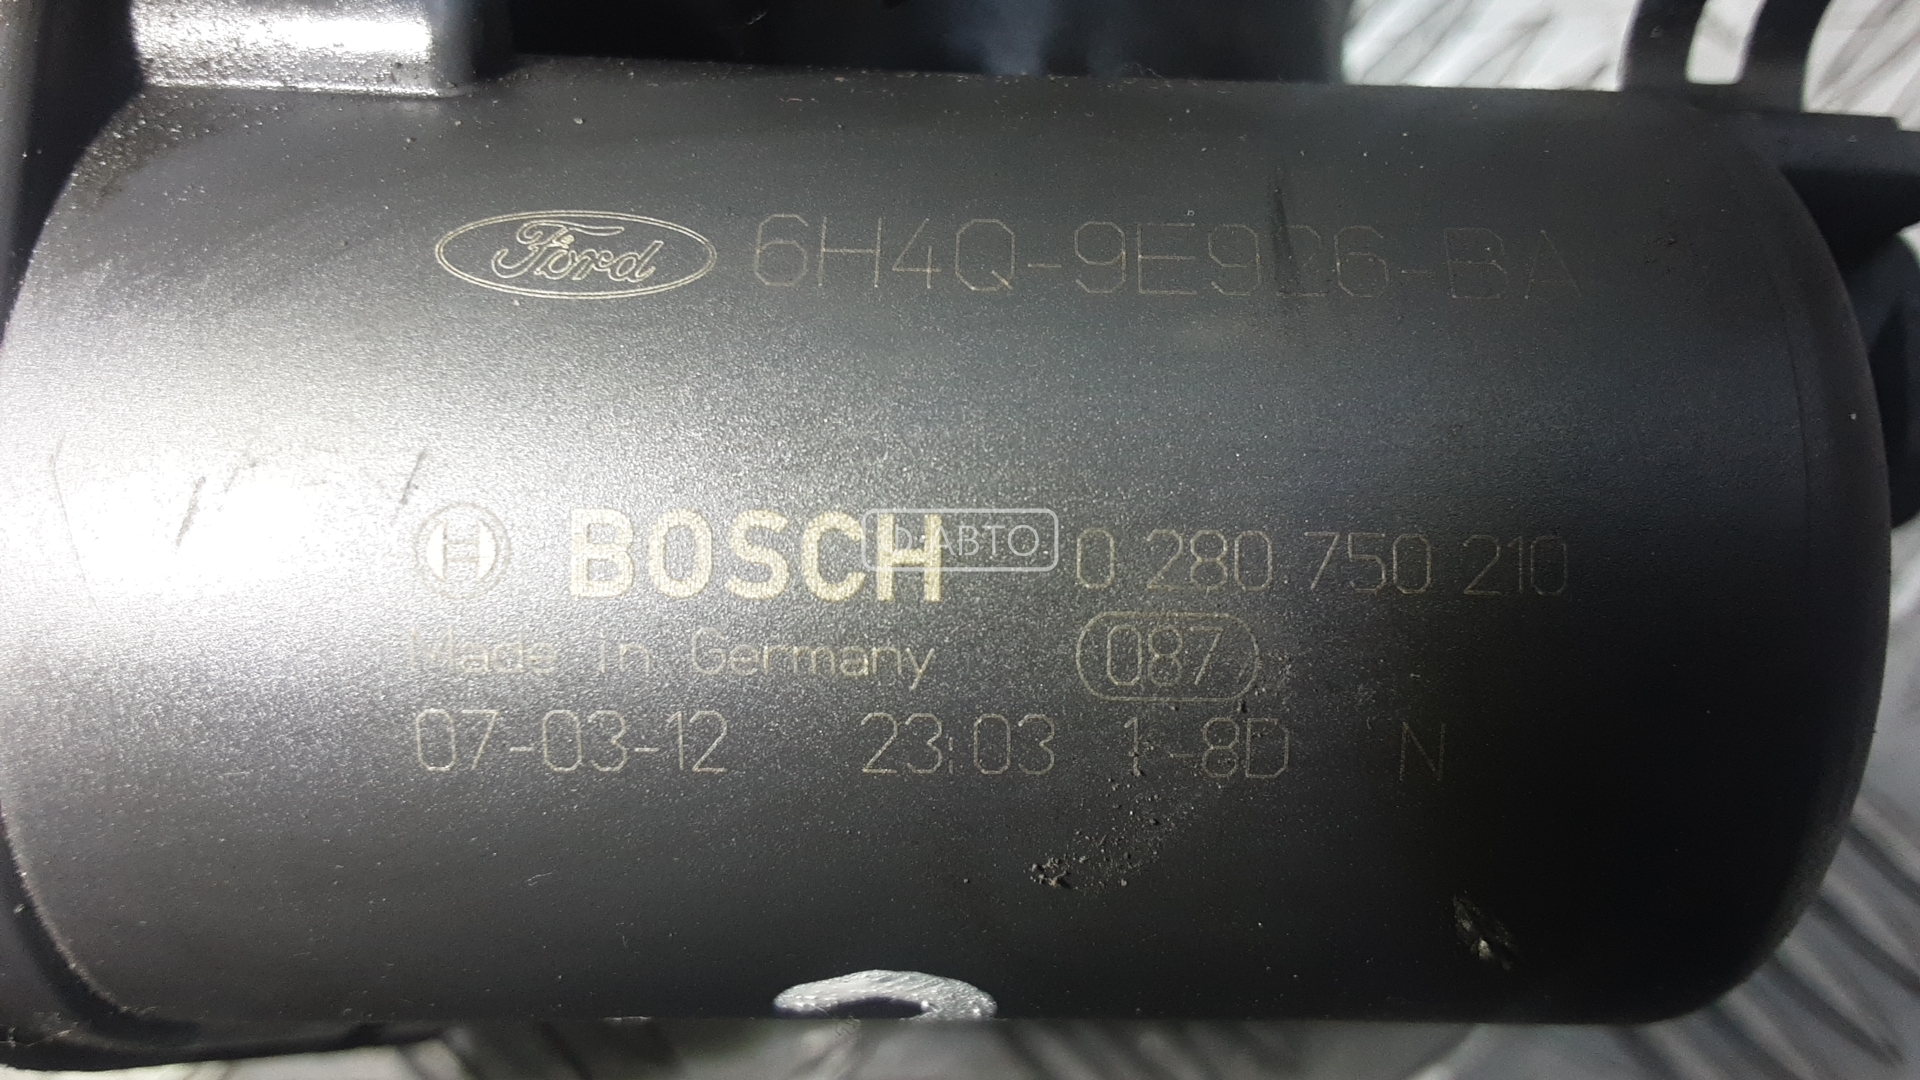 Ford 6H4Q-9E926-BA
BOSCH 0 280 750 210
D-АВТО
Made in Germany 087
07-03-12 23:03 1-8D N